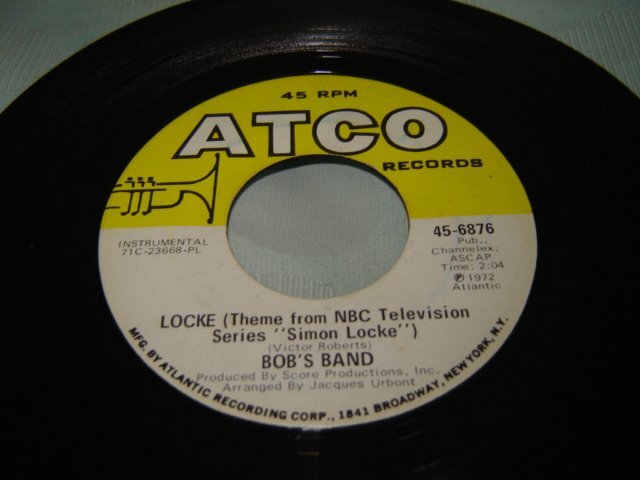 45 RPM
ATCO
RECORDS
INSTRUMENTAL
71C-23668-PL
45-6876
Pub.,
Channelex;
ASCAP
Time: 2:04
Ⓟ 1972
Atlantic
LOCKE (Theme from NBC Television
Series "Simon Locke")
(Victor Roberts)
BOB'S BAND
Produced By Score Productions, Inc.
Arranged By Jacques Urbont
MFG. BY ATLANTIC RECORDING CORP., 1841 BROADWAY, NEW YORK, N.Y.